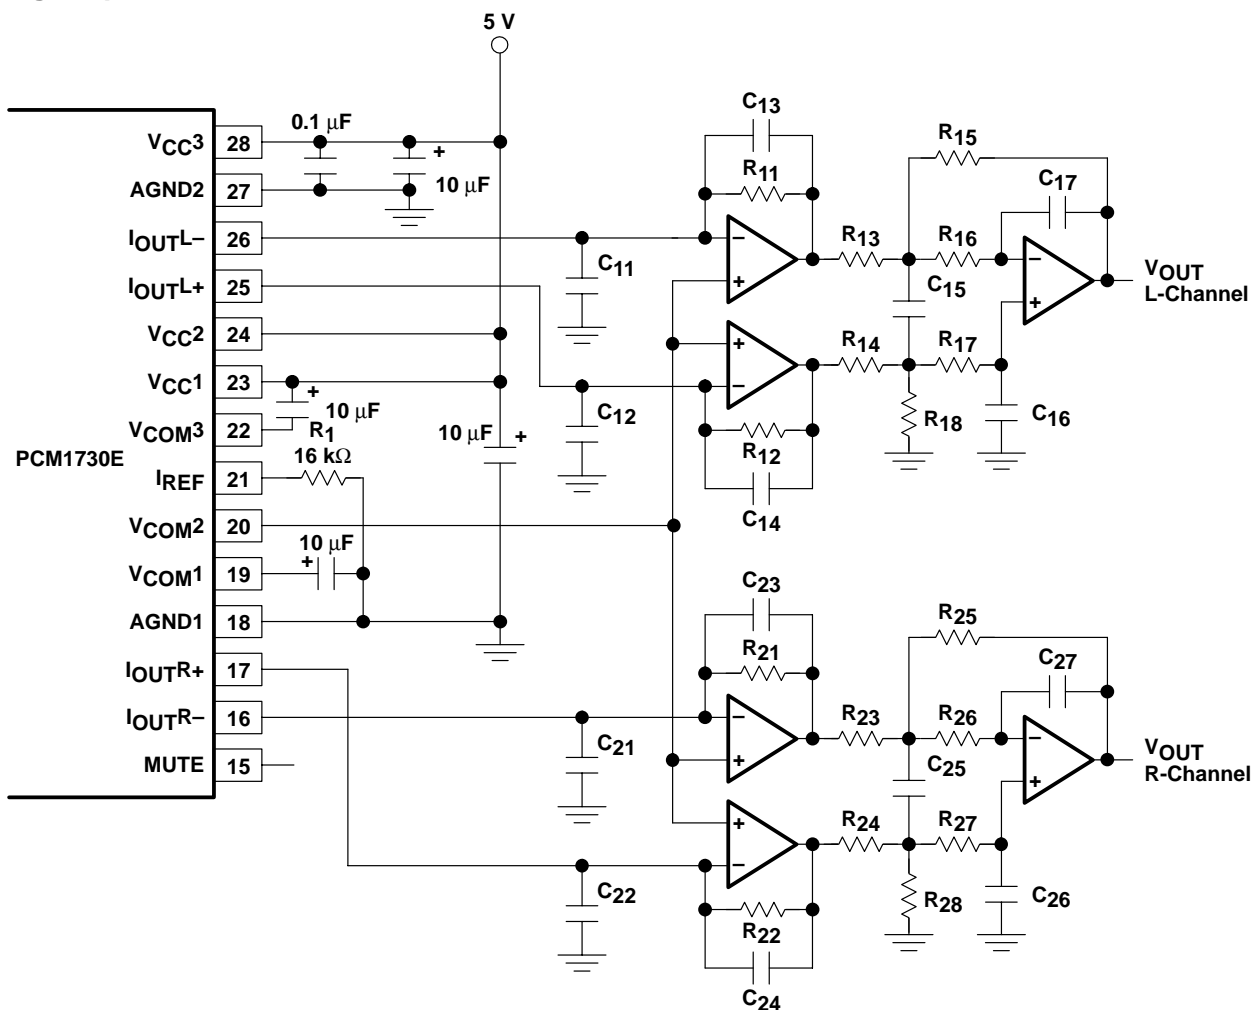 5 V
0.1 µF
+
10 µF
VCC3 28
AGND2 27
IOUTL– 26
IOUTL+ 25
VCC2 24
VCC1 23
+
10 µF
VCOM3 22
R1
16 kΩ
PCM1730E
IREF 21
VCOM2 20
10 µF
+
VCOM1 19
AGND1 18
IOUTR+ 17
IOUTR– 16
MUTE 15
10 µF
+
C11
C12
C13
R11
–
+
+
–
R12
C14
R13
R14
R15
C15
R16
R17
R18
C17
C16
–
+
VOUT
L-Channel
C21
C22
C23
R21
–
+
+
–
R22
C24
R23
R24
R25
C25
R26
R27
R28
C27
C26
–
+
VOUT
R-Channel